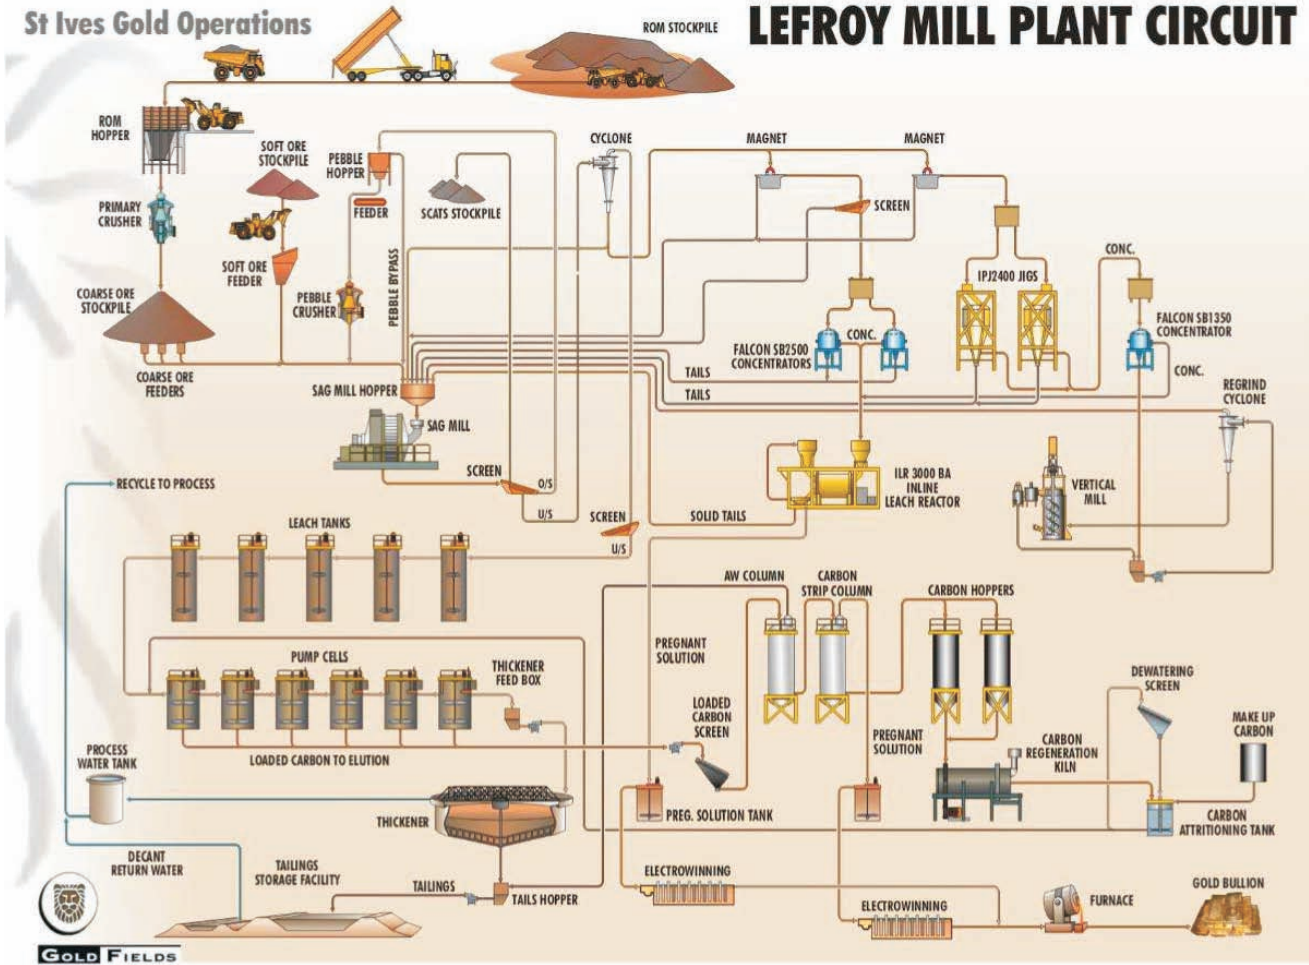 St Ives Gold Operations
LEFROY MILL PLANT CIRCUIT
ROM STOCKPILE
ROM
HOPPER
SOFT ORE
STOCKPILE
PEBBLE
HOPPER
CYCLONE
MAGNET
MAGNET
PRIMARY
CRUSHER
FEEDER
SCATS STOCKPILE
SCREEN
CONC.
SOFT ORE
FEEDER
PEBBLE
CRUSHER
PEBBLE BYPASS
IPJ2400 JIGS
COARSE ORE
STOCKPILE
FALCON SB1350
CONCENTRATOR
CONC.
FALCON SB2500
CONCENTRATORS
TAILS
CONC.
COARSE ORE
FEEDERS
SAG MILL HOPPER
TAILS
REGRIND
CYCLONE
SAG MILL
SCREEN
O/S
U/S
RECYCLE TO PROCESS
ILR 3000 BA
INLINE
LEACH REACTOR
VERTICAL
MILL
LEACH TANKS
SCREEN
U/S
SOLID TAILS
AW COLUMN
CARBON
STRIP COLUMN
CARBON HOPPERS
PUMP CELLS
THICKENER
FEED BOX
PREGNANT
SOLUTION
LOADED
CARBON
SCREEN
DEWATERING
SCREEN
MAKE UP
CARBON
PREGNANT
SOLUTION
CARBON
REGENERATION
KILN
LOADED CARBON TO ELUTION
PROCESS
WATER TANK
THICKENER
PREG. SOLUTION TANK
CARBON
ATTRITIONING TANK
DECANT
RETURN WATER
TAILINGS
STORAGE FACILITY
TAILINGS
TAILS HOPPER
ELECTROWINNING
ELECTROWINNING
FURNACE
GOLD BULLION
GOLD FIELDS